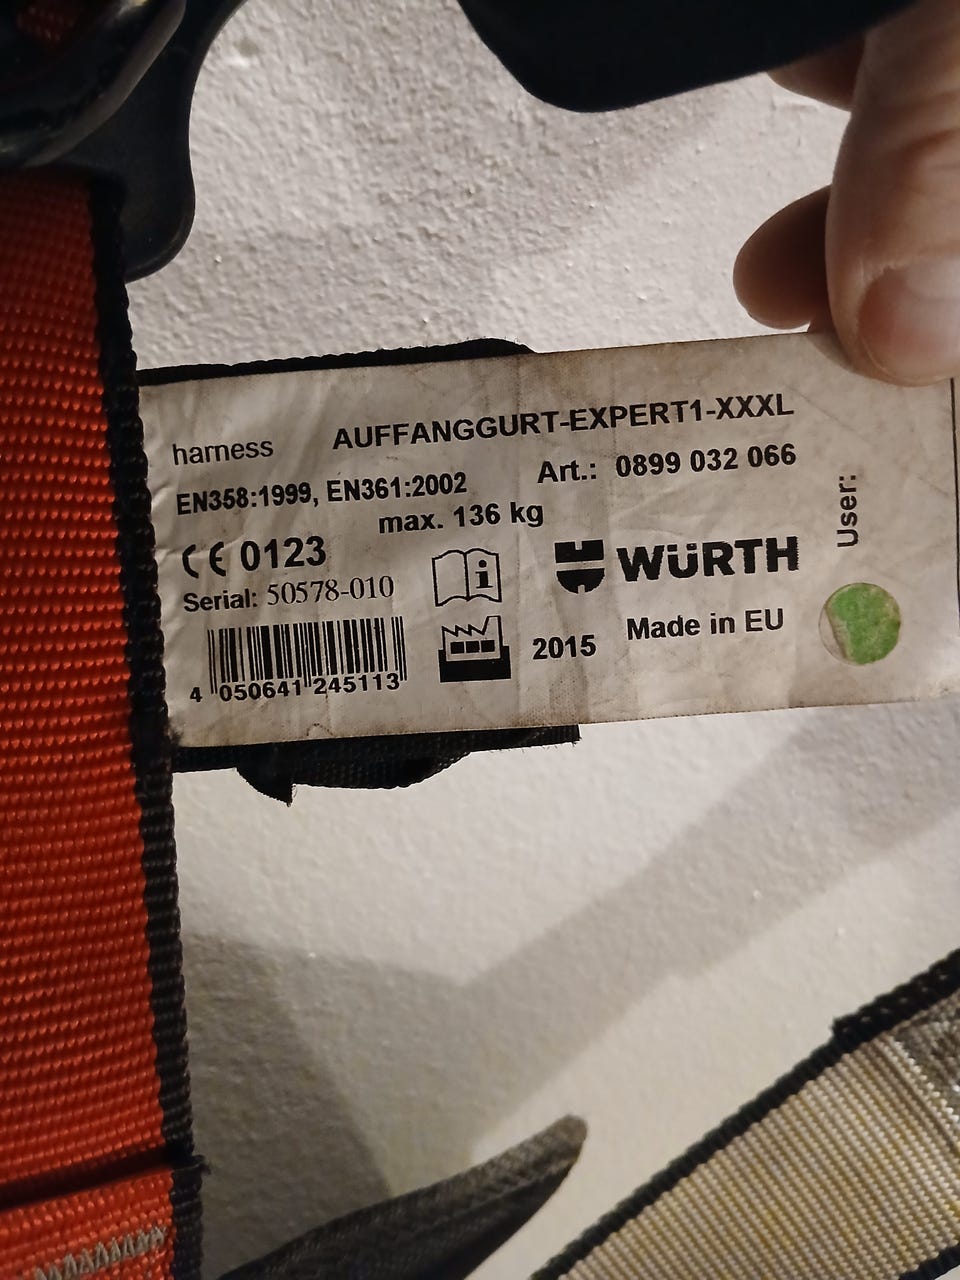 harness AUFFANGGURT-EXPERT1-XXXL
EN358:1999, EN361:2002 Art.: 0899 032 066
max. 136 kg
CE 0123
WÜRTH
User:
Serial: 50578-010
2015 Made in EU
4 050641 245113